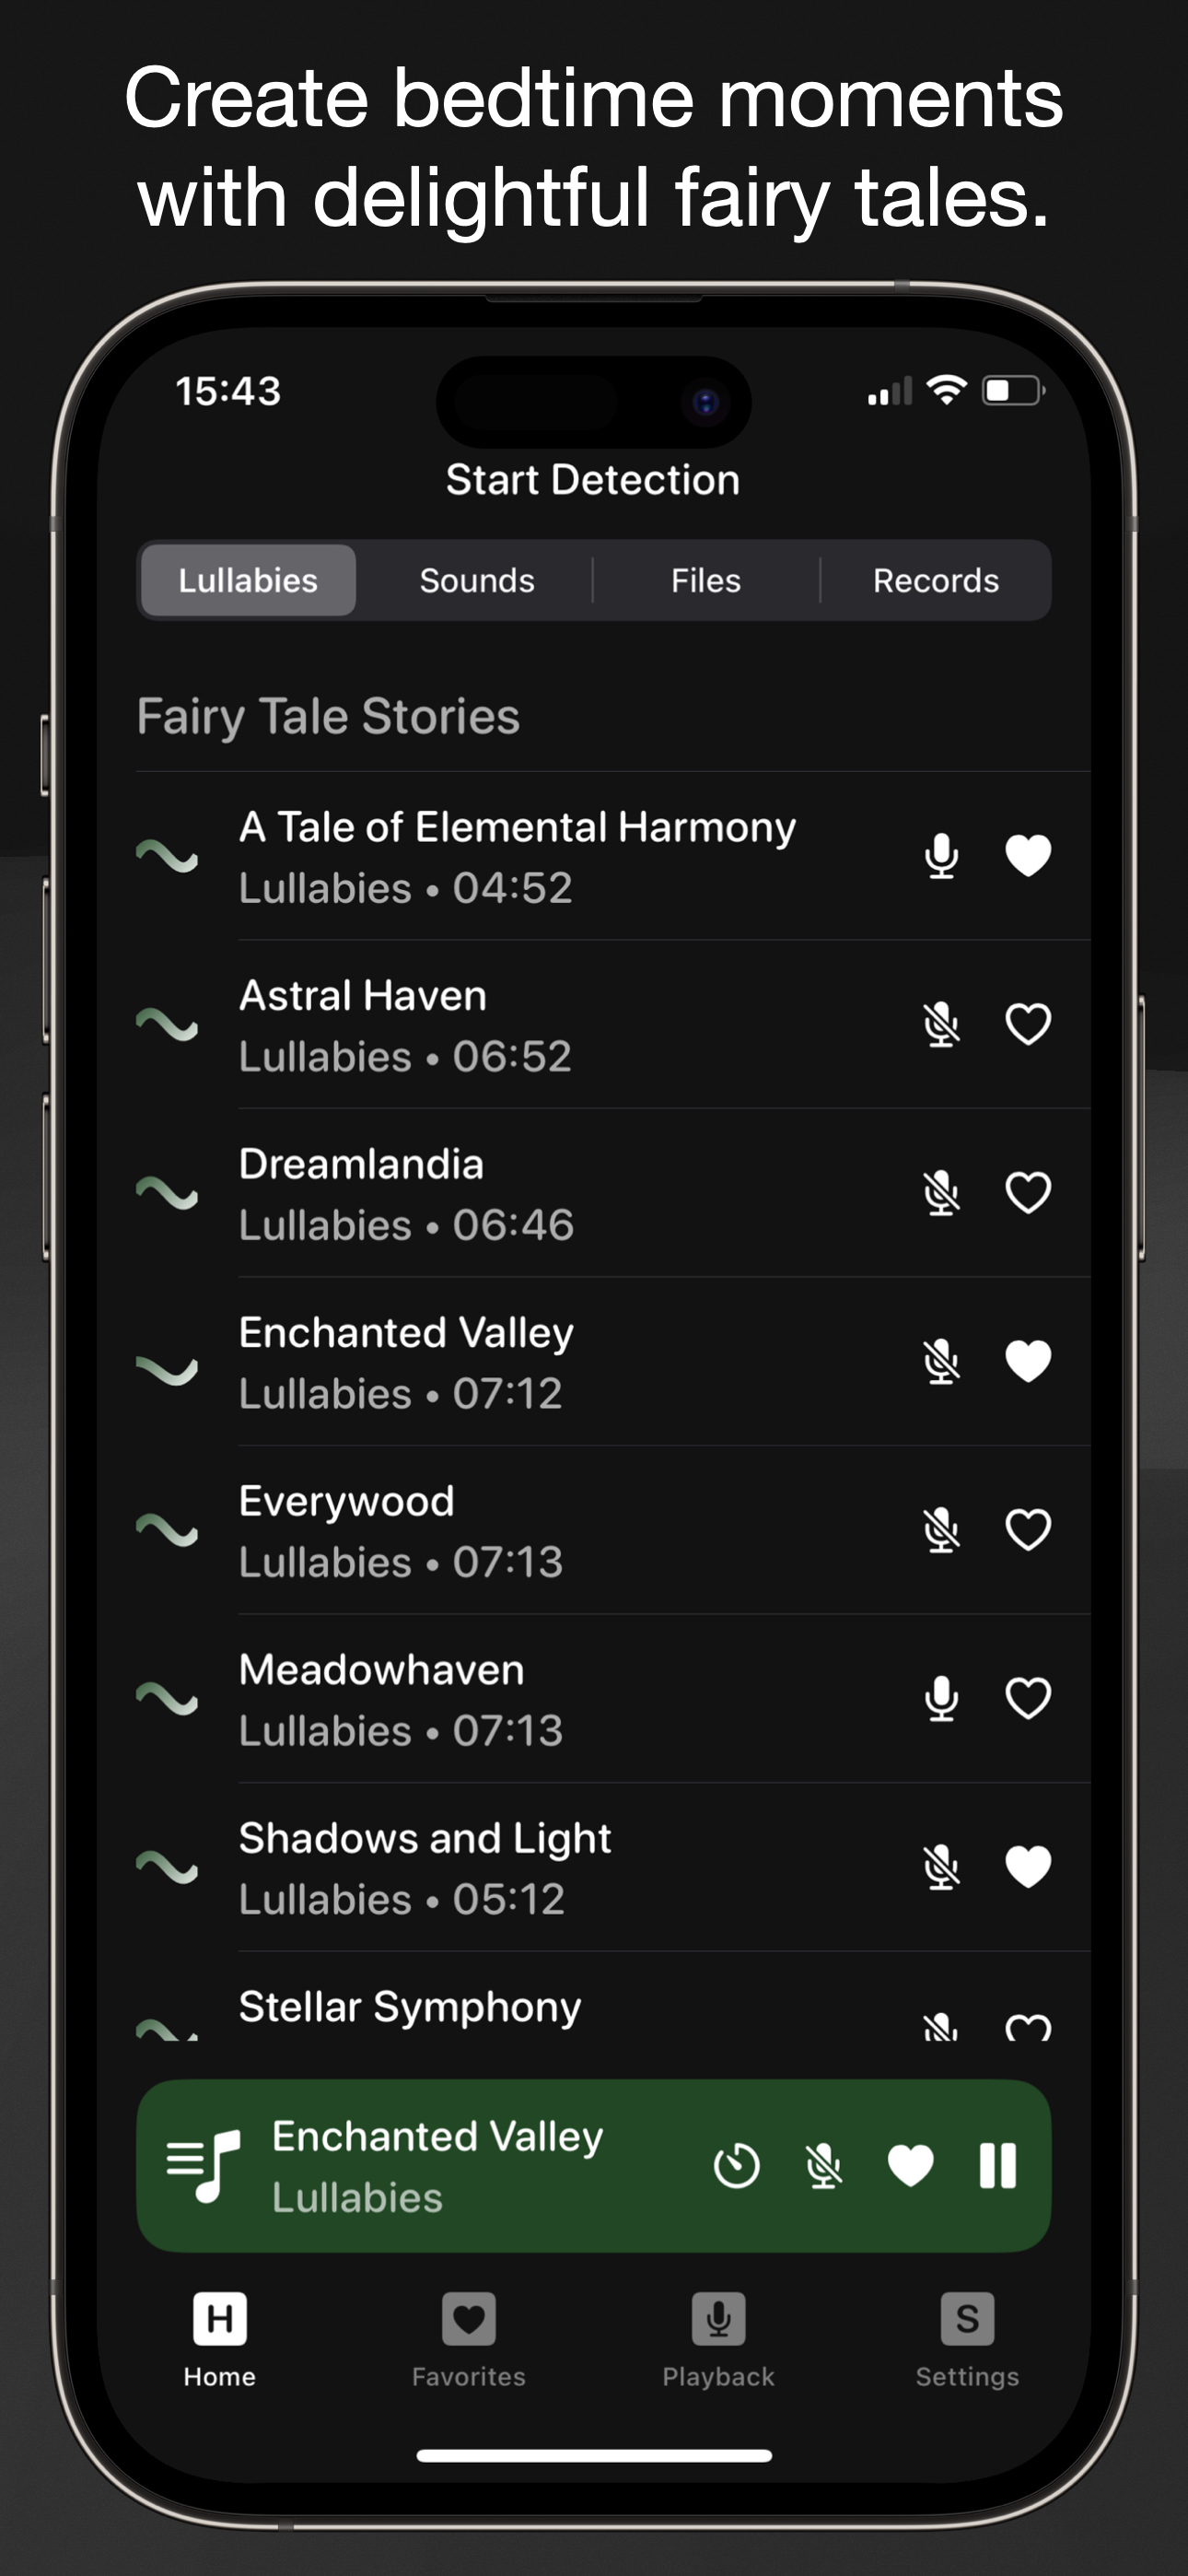 Create bedtime moments
with delightful fairy tales.
15:43
Start Detection
Lullabies Sounds Files Records
Fairy Tale Stories
A Tale of Elemental Harmony
Lullabies • 04:52
Astral Haven
Lullabies • 06:52
Dreamlandia
Lullabies • 06:46
Enchanted Valley
Lullabies • 07:12
Everywood
Lullabies • 07:13
Meadowhaven
Lullabies • 07:13
Shadows and Light
Lullabies • 05:12
Stellar Symphony
Enchanted Valley
Lullabies
H S
Home Favorites Playback Settings